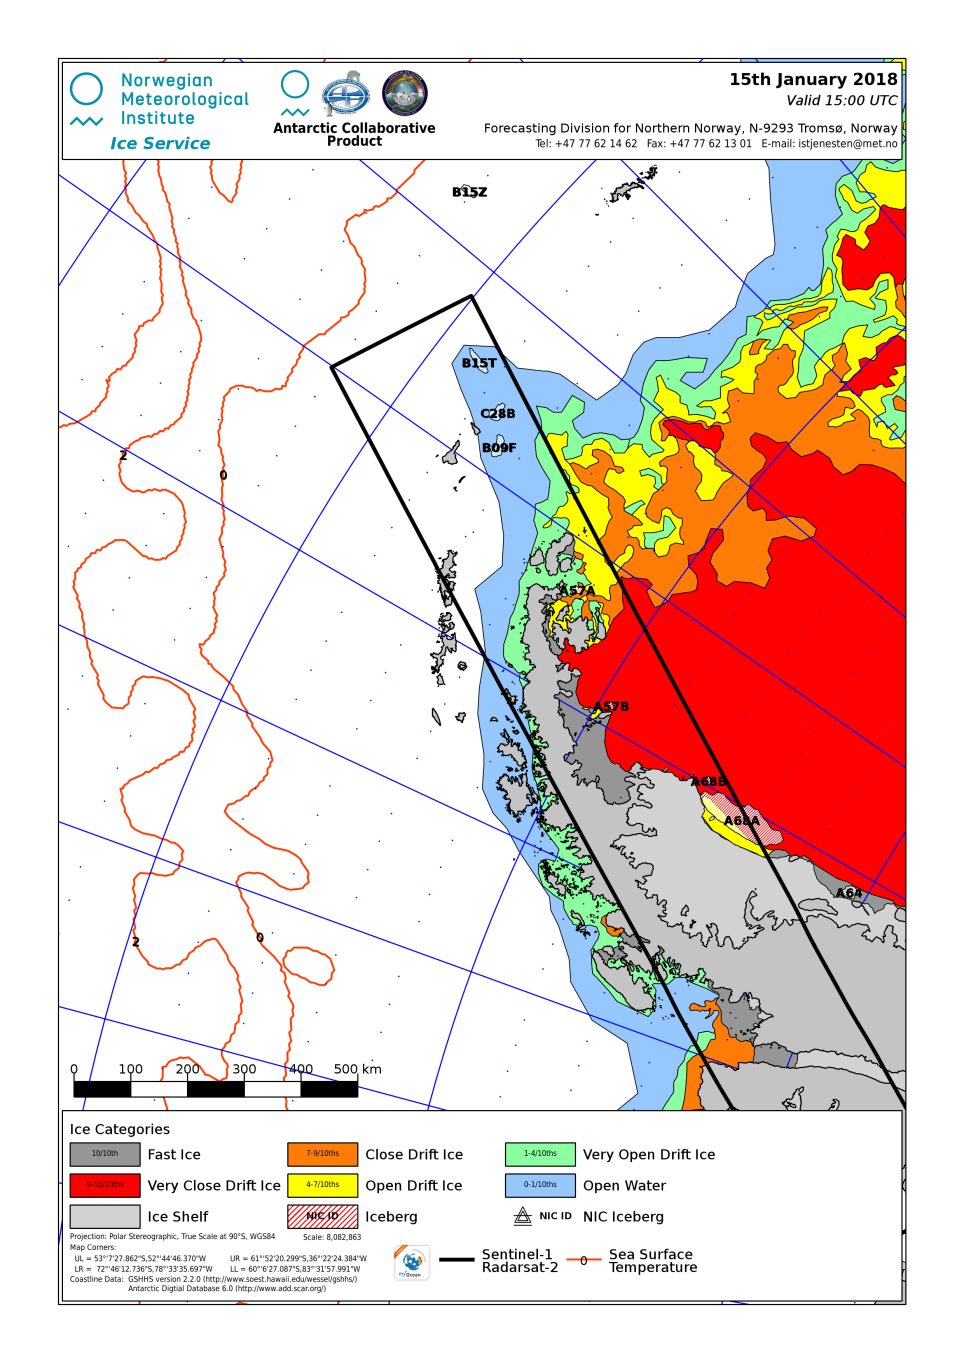 Norwegian
Meteorological
Institute
Ice Service
Antarctic Collaborative
Product
15th January 2018
Valid 15:00 UTC
Forecasting Division for Northern Norway, N-9293 Tromsø, Norway
Tel: +47 77 62 14 62 Fax: +47 77 62 13 01 E-mail: istjenesten@met.no
B15Z
B15T
C28B
B09F
2
0
A57A
A57B
A68B
A68A
A64
2
0
0 100 200 300 400 500 km
Ice Categories
10/10th Fast Ice
7-9/10ths Close Drift Ice
1-4/10ths Very Open Drift Ice
9-10/10ths Very Close Drift Ice
4-7/10ths Open Drift Ice
0-1/10ths Open Water
Ice Shelf
NIC ID Iceberg
NIC ID NIC Iceberg
Projection: Polar Stereographic, True Scale at 90°S, WGS84 Scale: 8,082,863
Map Corners:
UL = 53°'7'27.862"S,52°'44'46.370"W UR = 61°'52'20.299"S,36°'22'24.384"W
LR = 72°'46'12.736"S,78°'33'35.697"W LL = 60°'6'27.087"S,83°'31'57.991"W
Coastline Data: GSHHS version 2.2.0 (http://www.soest.hawaii.edu/wessel/gshhs/)
Antarctic Digtial Database 6.0 (http://www.add.scar.org/)
Sentinel-1
Radarsat-2
0 Sea Surface
Temperature